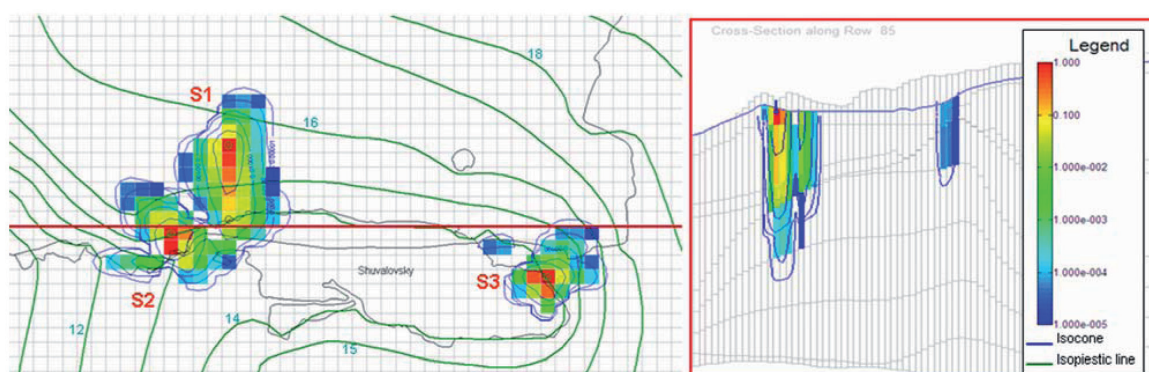 18
S1
16
Shuvalovsky
S3
S2
12
14
15
Cross-Section along Row 85
Legend
1.000
0.100
1.000e-002
1.000e-003
1.000e-004
1.000e-005
Isocone
Isopiestic line